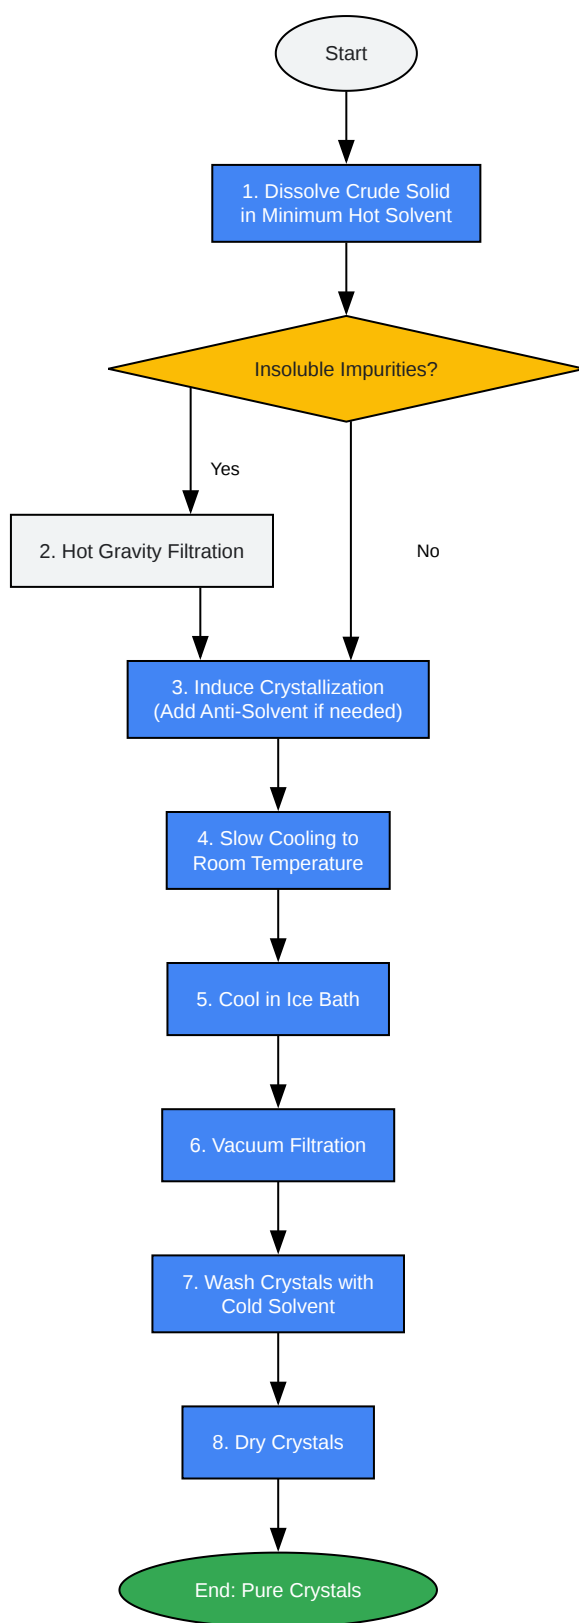 Start
1. Dissolve Crude Solid
in Minimum Hot Solvent
Insoluble Impurities?
Yes
2. Hot Gravity Filtration
No
3. Induce Crystallization
(Add Anti-Solvent if needed)
4. Slow Cooling to
Room Temperature
5. Cool in Ice Bath
6. Vacuum Filtration
7. Wash Crystals with
Cold Solvent
8. Dry Crystals
End: Pure Crystals